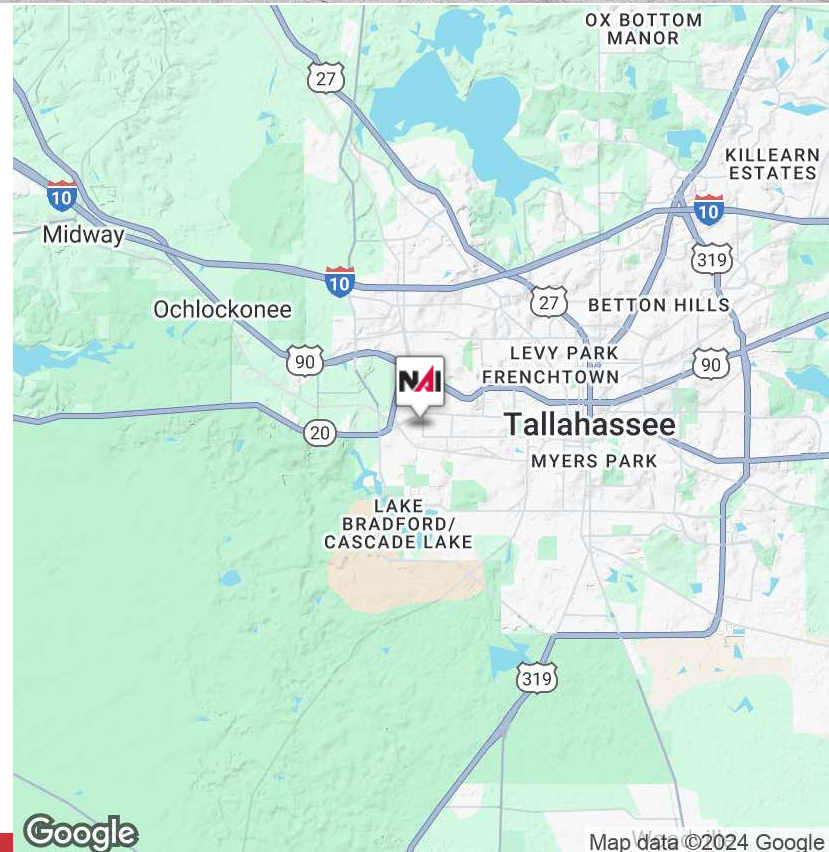 OX BOTTOM
MANOR
27
KILLEARN
ESTATES
10
10
Midway
319
10
27
Ochlockonee
BETTON HILLS
LEVY PARK
90
90
FRENCHTOWN
NAI
Tallahassee
20
MYERS PARK
LAKE
BRADFORD/
CASCADE LAKE
319
Google
Map data ©2024 Google